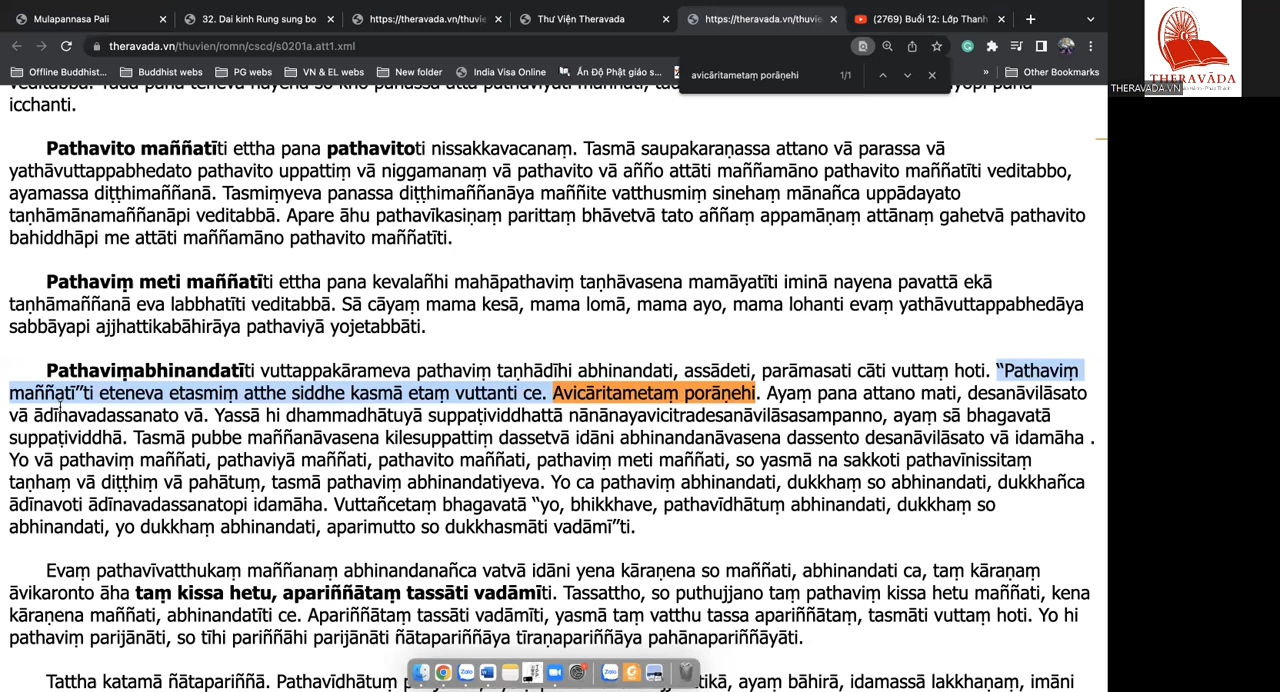 Mulapannasa Pali
32. Dai kinh Rung sung bo
https://theravada.vn/thuvie
Thư Viện Theravada
https://theravada.vn/thuvie
(2769) Buổi 12: Lớp Thanh
theravada.vn/thuvien/romn/cscd/s0201a.att1.xml
Offline Buddhist...
Buddhist webs
PG webs
VN & EL webs
New folder
India Visa Online
Ấn Độ Phật giáo s...
Other Bookmarks
avicāritametaṃ porāṇehi 1/1
THERAVĀDA
THERAVADA.VN
icchanti.
Pathavito maññatīti ettha pana pathavitoti nissakkavacanaṃ. Tasmā saupakaraṇassa attano vā parassa vā
yathāvuttappabhedato pathavito uppattiṃ vā niggamanaṃ vā pathavito vā añño attāti maññamāno pathavito maññatīti veditabbo,
ayamassa diṭṭhimaññanā. Tasmiṃyeva panassa diṭṭhimaññanāya maññite vatthusmiṃ sinehaṃ mānañca uppādayato
taṇhāmānamaññanāpi veditabbā. Apare āhu pathavīkasiṇaṃ parittaṃ bhāvetvā tato aññaṃ appamāṇaṃ attānaṃ gahetvā pathavito
bahiddhāpi me attāti maññamāno pathavito maññatīti.
Pathaviṃ meti maññatīti ettha pana kevalañhi mahāpathaviṃ taṇhāvasena mamāyatīti iminā nayena pavattā ekā
taṇhāmaññanā eva labbhatīti veditabbā. Sā cāyaṃ mama kesā, mama lomā, mama ayo, mama lohanti evaṃ yathāvuttappabhedāya
sabbāyapi ajjhattikabāhirāya pathaviyā yojetabbāti.
Pathaviṃabhinandatīti vuttappakārameva pathaviṃ taṇhādīhi abhinandati, assādeti, parāmasati cāti vuttaṃ hoti. “Pathaviṃ
maññatī”ti eteneva etasmiṃ atthe siddhe kasmā etaṃ vuttanti ce. Avicāritametaṃ porāṇehi. Ayaṃ pana attano mati, desanāvilāsato
vā ādīnavadassanato vā. Yassā hi dhammadhātuyā suppaṭividdhattā nānānayavicitradesanāvilāsasampanno, ayaṃ sā bhagavatā
suppaṭividdhā. Tasmā pubbe maññanāvasena kilesuppattiṃ dassetvā idāni abhinandanāvasena dassento desanāvilāsato vā idamāha .
Yo vā pathaviṃ maññati, pathaviyā maññati, pathavito maññati, pathaviṃ meti maññati, so yasmā na sakkoti pathavīnissitaṃ
taṇhaṃ vā diṭṭhiṃ vā pahātuṃ, tasmā pathaviṃ abhinandatiyeva. Yo ca pathaviṃ abhinandati, dukkhaṃ so abhinandati, dukkhañca
ādīnavoti ādīnavadassanatopi idamāha. Vuttañcetaṃ bhagavatā “yo, bhikkhave, pathavīdhātuṃ abhinandati, dukkhaṃ so
abhinandati, yo dukkhaṃ abhinandati, aparimutto so dukkhasmāti vadāmī”ti.
Evaṃ pathavīvatthukaṃ maññanaṃ abhinandanañca vatvā idāni yena kāraṇena so maññati, abhinandati ca, taṃ kāraṇaṃ
āvikaronto āha taṃ kissa hetu, apariññātaṃ tassāti vadāmīti. Tassattho, so puthujjano taṃ pathaviṃ kissa hetu maññati, kena
kāraṇena maññati, abhinandatīti ce. Apariññātaṃ tassāti vadāmīti, yasmā taṃ vatthu tassa apariññātaṃ, tasmāti vuttaṃ hoti. Yo hi
pathaviṃ parijānāti, so tīhi pariññāhi parijānāti ñātapariññāya tīraṇapariññāya pahānapariññāyāti.
Tattha katamā ñātapariññā. Pathavīdhātuṃ ayaṃ bāhirā, idamassā lakkhaṇaṃ, imāni